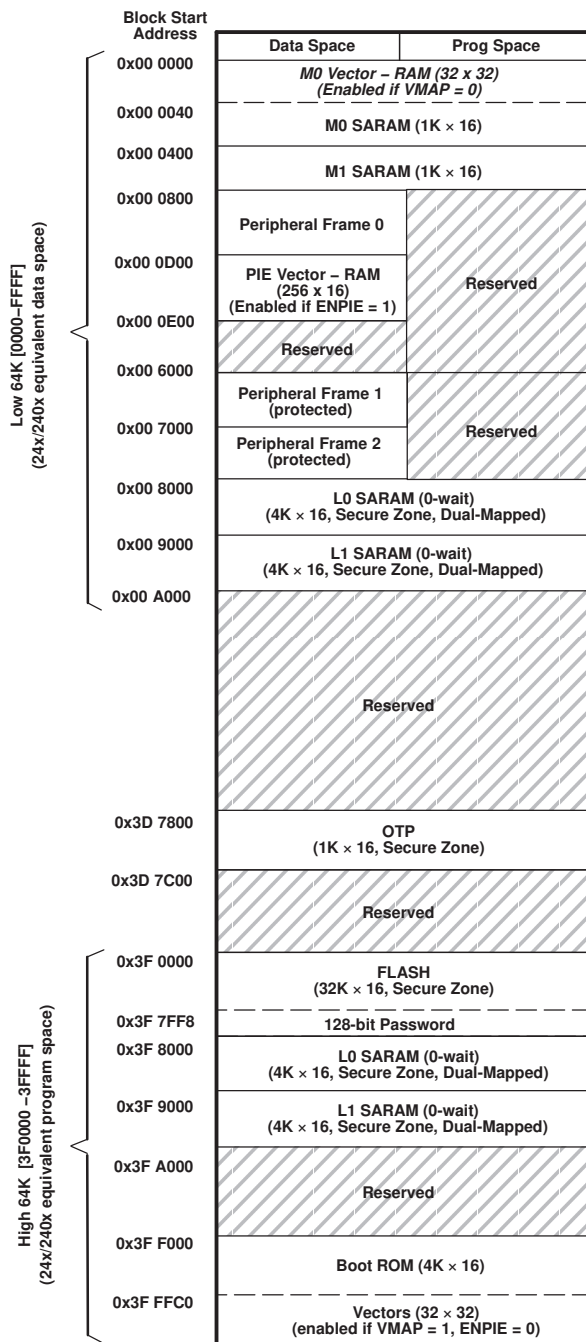 Block Start
Address
Data Space
Prog Space
0x00 0000
M0 Vector – RAM (32 x 32)
(Enabled if VMAP = 0)
0x00 0040
M0 SARAM (1K × 16)
0x00 0400
M1 SARAM (1K × 16)
0x00 0800
Peripheral Frame 0
0x00 0D00
PIE Vector – RAM
(256 x 16)
(Enabled if ENPIE = 1)
Reserved
0x00 0E00
Reserved
0x00 6000
Peripheral Frame 1
(protected)
0x00 7000
Peripheral Frame 2
(protected)
Reserved
0x00 8000
L0 SARAM (0-wait)
(4K × 16, Secure Zone, Dual-Mapped)
0x00 9000
L1 SARAM (0-wait)
(4K × 16, Secure Zone, Dual-Mapped)
0x00 A000
Low 64K [0000–FFFF]
(24x/240x equivalent data space)
Reserved
0x3D 7800
OTP
(1K × 16, Secure Zone)
0x3D 7C00
Reserved
0x3F 0000
FLASH
(32K × 16, Secure Zone)
0x3F 7FF8
128-bit Password
0x3F 8000
L0 SARAM (0-wait)
(4K × 16, Secure Zone, Dual-Mapped)
0x3F 9000
L1 SARAM (0-wait)
(4K × 16, Secure Zone, Dual-Mapped)
0x3F A000
Reserved
0x3F F000
Boot ROM (4K × 16)
0x3F FFC0
Vectors (32 × 32)
(enabled if VMAP = 1, ENPIE = 0)
High 64K [3F0000 –3FFFF]
(24x/240x equivalent program space)